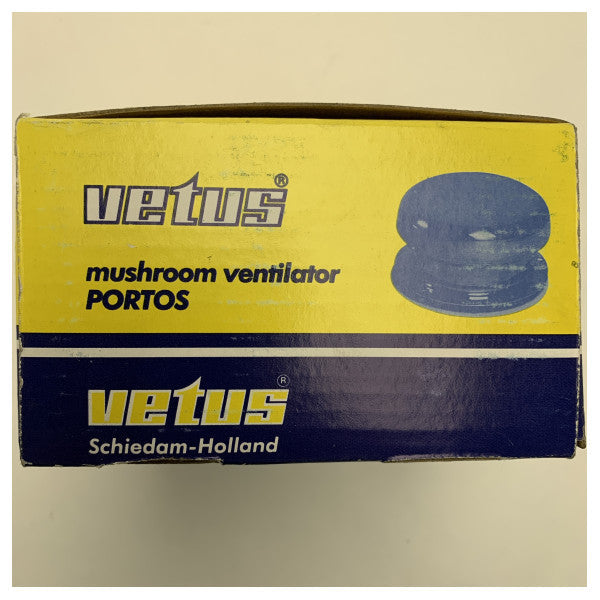 vetus®
mushroom ventilator
PORTOS
vetus®
Schiedam-Holland